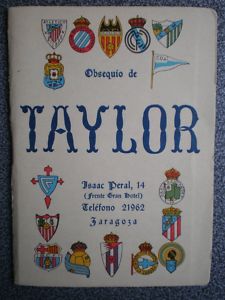 Obsequio de
TAYLOR
Isaac Peral, 14
(Frente Gran Hotel)
Teléfono 21962
Zaragoza